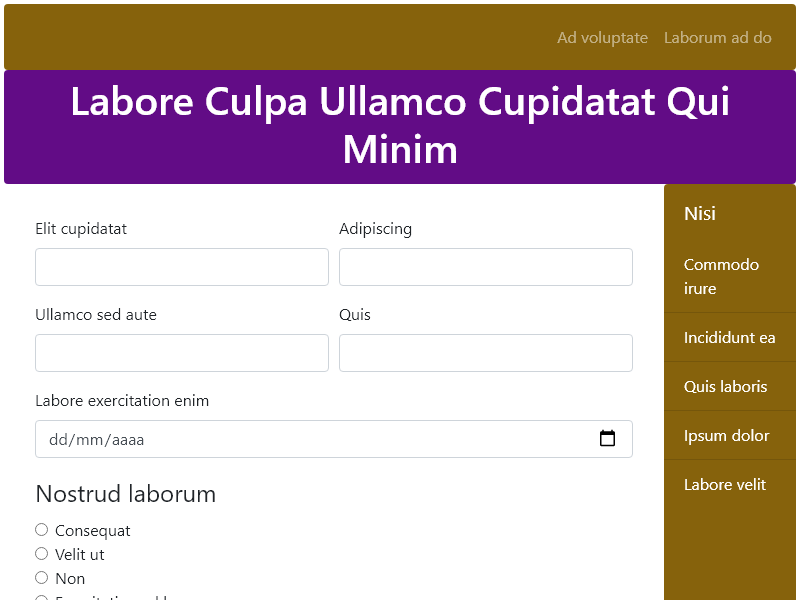 Ad voluptate Laborum ad do
Labore Culpa Ullamco Cupidatat Qui
Minim
Elit cupidatat
Adipiscing
Ullamco sed aute
Quis
Labore exercitation enim
dd/mm/aaaa
Nostrud laborum
Consequat
Velit ut
Non
Nisi
Commodo
irure
Incididunt ea
Quis laboris
Ipsum dolor
Labore velit